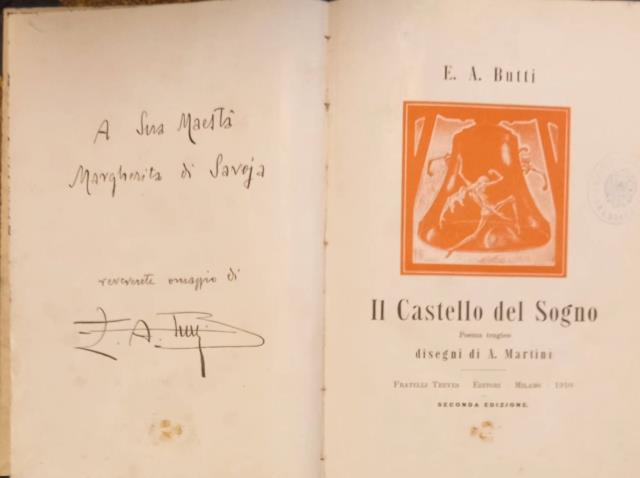 A Sua Maestà
Margherita di Savoja
reverente omaggio di
E. A. Butti
E. A. Butti
Il Castello del Sogno
Poema tragico
disegni di A. Martini
FRATELLI TREVES EDITORI MILANO 1910
SECONDA EDIZIONE.